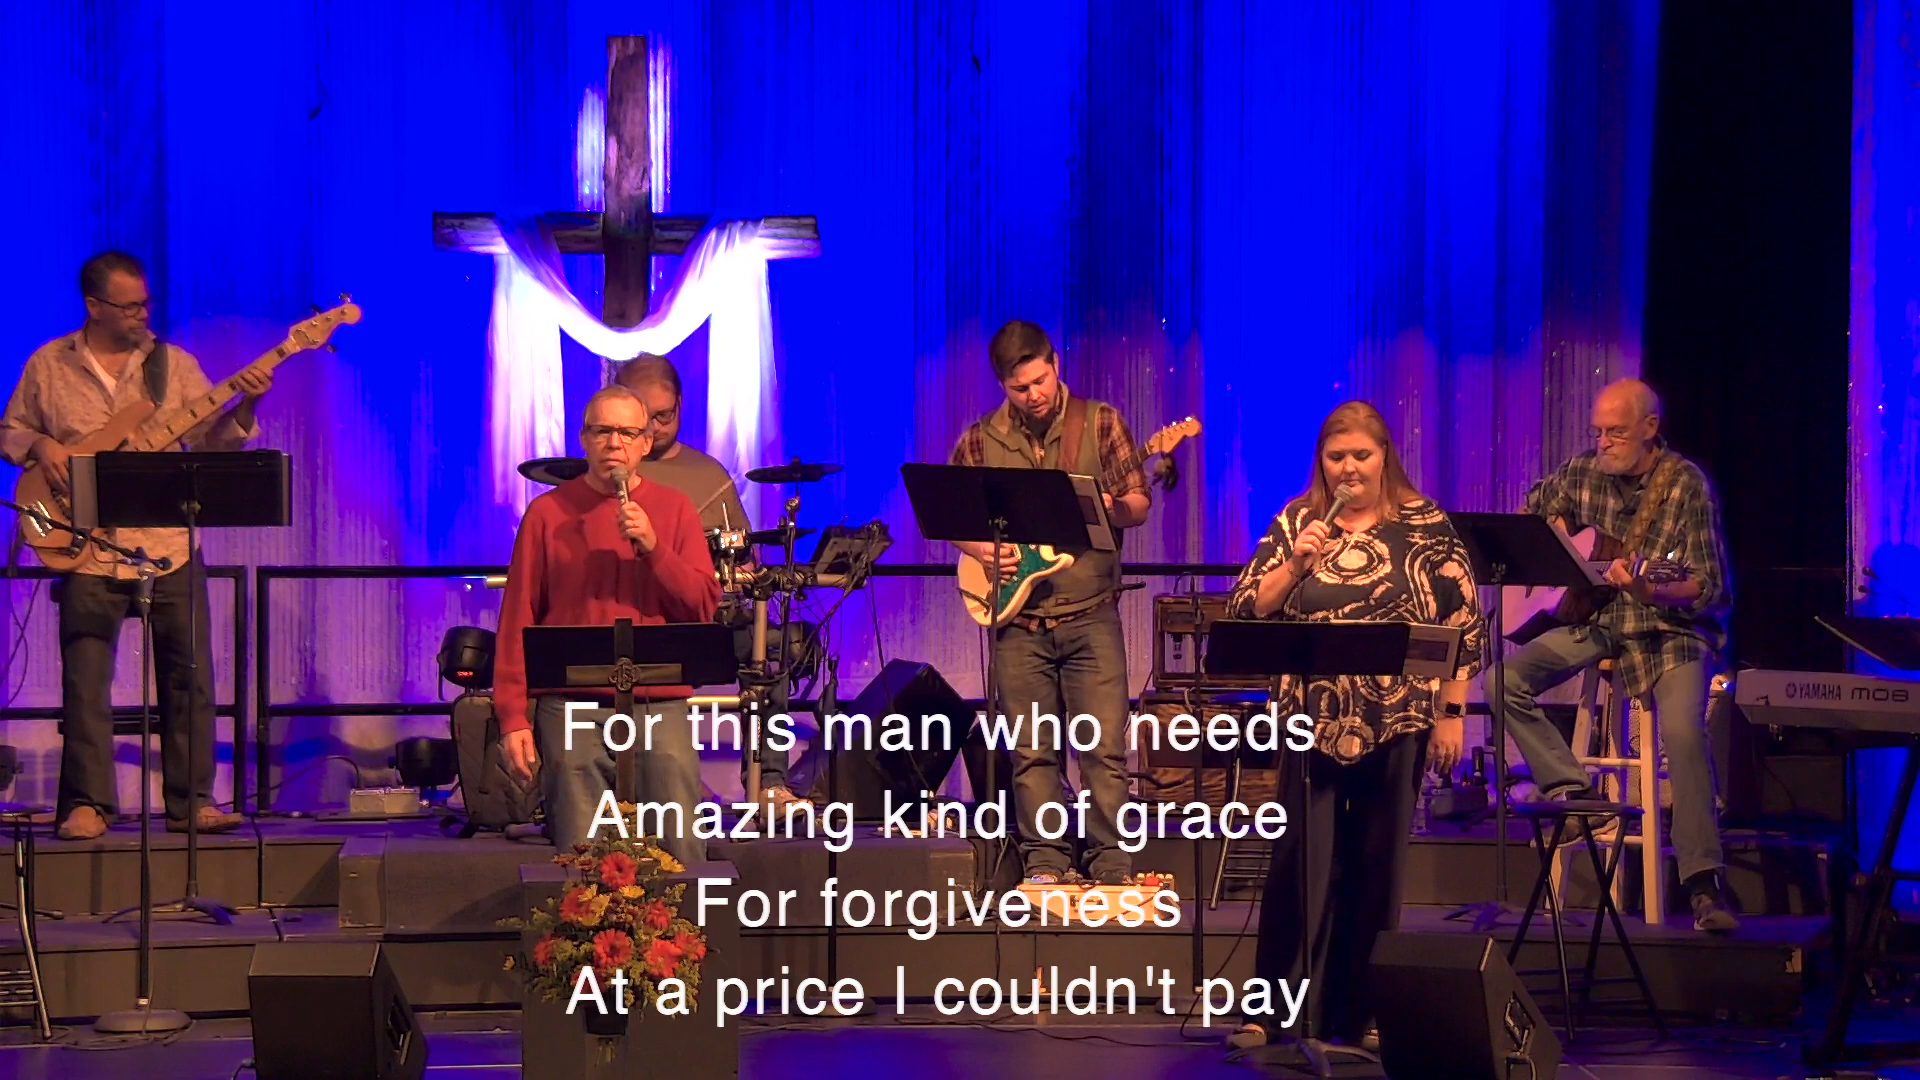 YAMAHA MO8
For this man who needs
Amazing kind of grace
For forgiveness
At a price I couldn't pay